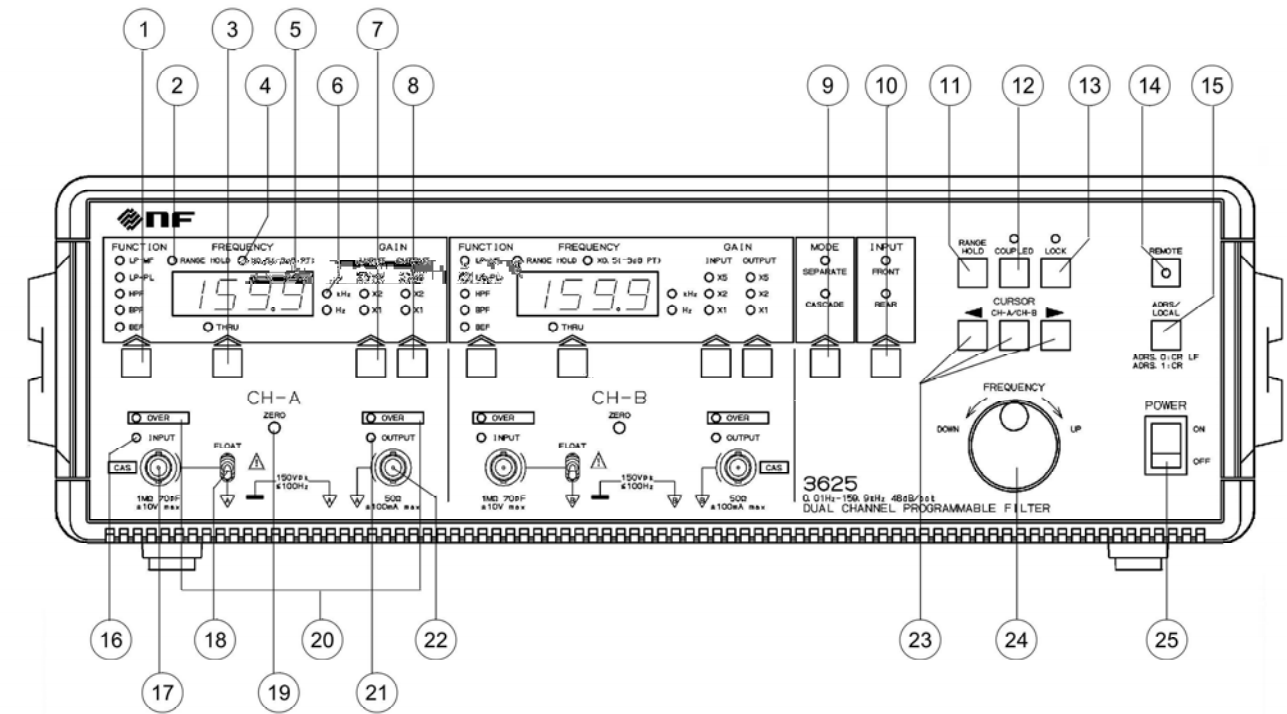 1
3
5
7
2
4
6
8
9
10
11
12
13
14
15
nf
FUNCTION
FREQUENCY
GAIN
FUNCTION
FREQUENCY
GAIN
MODE
INPUT
LP-MF
RANGE HOLD
PT)
RANGE HOLD
X0.5(-3dB PT)
INPUT OUTPUT
LP-PL
HPF
BPF
BEF
159.9
kHz
Hz
X2
X2
X1
X1
THRU
HPF
BPF
BEF
159.9
kHz
Hz
X5
X5
X2
X2
X1
X1
THRU
SEPARATE
CASCADE
FRONT
REAR
RANGE
HOLD
COUPLED
LOCK
REMOTE
CURSOR
◀ CH-A/CH-B ▶
ADRS/
LOCAL
ADRS. 0:CR LF
ADRS. 1:CR
CH-A
OVER
ZERO
OVER
INPUT
FLOAT
OUTPUT
CAS
150Vpk
≤100Hz
A
A
A
1MΩ 70pF
±10V max
50Ω
±100mA max
CH-B
OVER
ZERO
OVER
INPUT
FLOAT
OUTPUT
CAS
150Vpk
≤100Hz
B
B
B
1MΩ 70pF
±10V max
50Ω
±100mA max
FREQUENCY
DOWN
UP
POWER
ON
OFF
3625
0.01Hz-159.9kHz 48dB/oct
DUAL CHANNEL PROGRAMMABLE FILTER
16
18
20
22
23
24
25
17
19
21